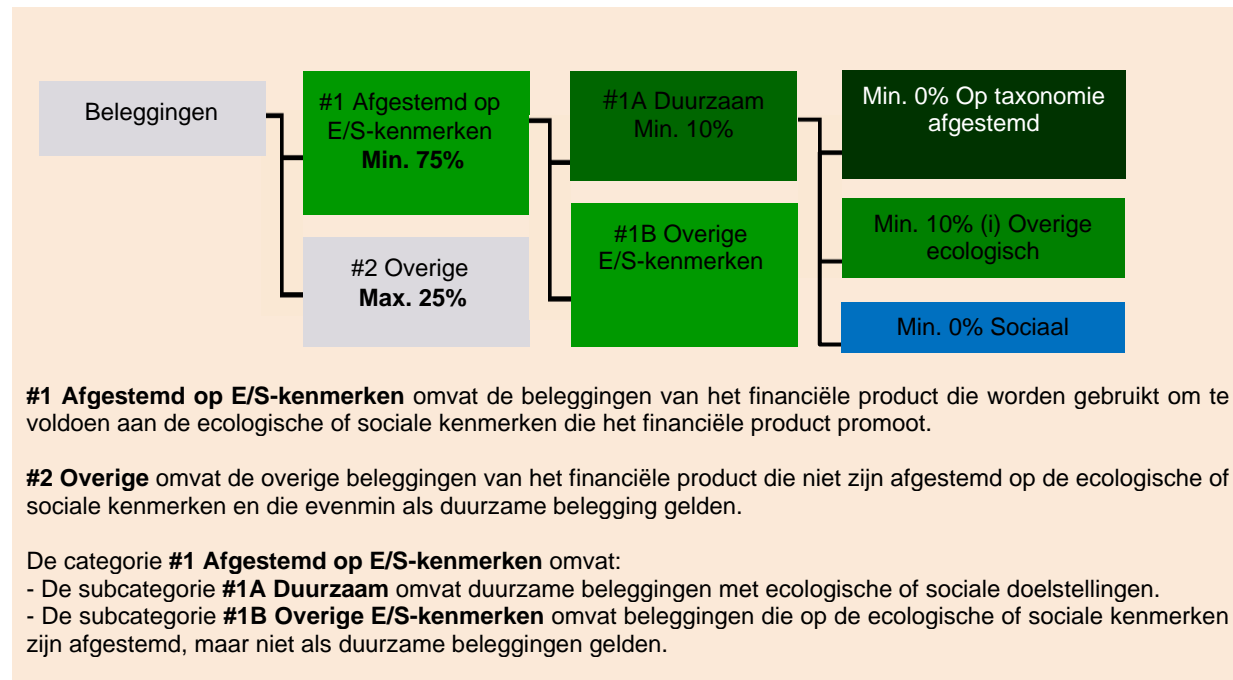 Beleggingen
#1 Afgestemd op
E/S-kenmerken
Min. 75%
#2 Overige
Max. 25%
#1A Duurzaam
Min. 10%
#1B Overige
E/S-kenmerken
Min. 0% Op taxonomie
afgestemd
Min. 10% (i) Overige
ecologisch
Min. 0% Sociaal
#1 Afgestemd op E/S-kenmerken omvat de beleggingen van het financiële product die worden gebruikt om te
voldoen aan de ecologische of sociale kenmerken die het financiële product promoot.
#2 Overige omvat de overige beleggingen van het financiële product die niet zijn afgestemd op de ecologische of
sociale kenmerken en die evenmin als duurzame belegging gelden.
De categorie #1 Afgestemd op E/S-kenmerken omvat:
- De subcategorie #1A Duurzaam omvat duurzame beleggingen met ecologische of sociale doelstellingen.
- De subcategorie #1B Overige E/S-kenmerken omvat beleggingen die op de ecologische of sociale kenmerken
zijn afgestemd, maar niet als duurzame beleggingen gelden.